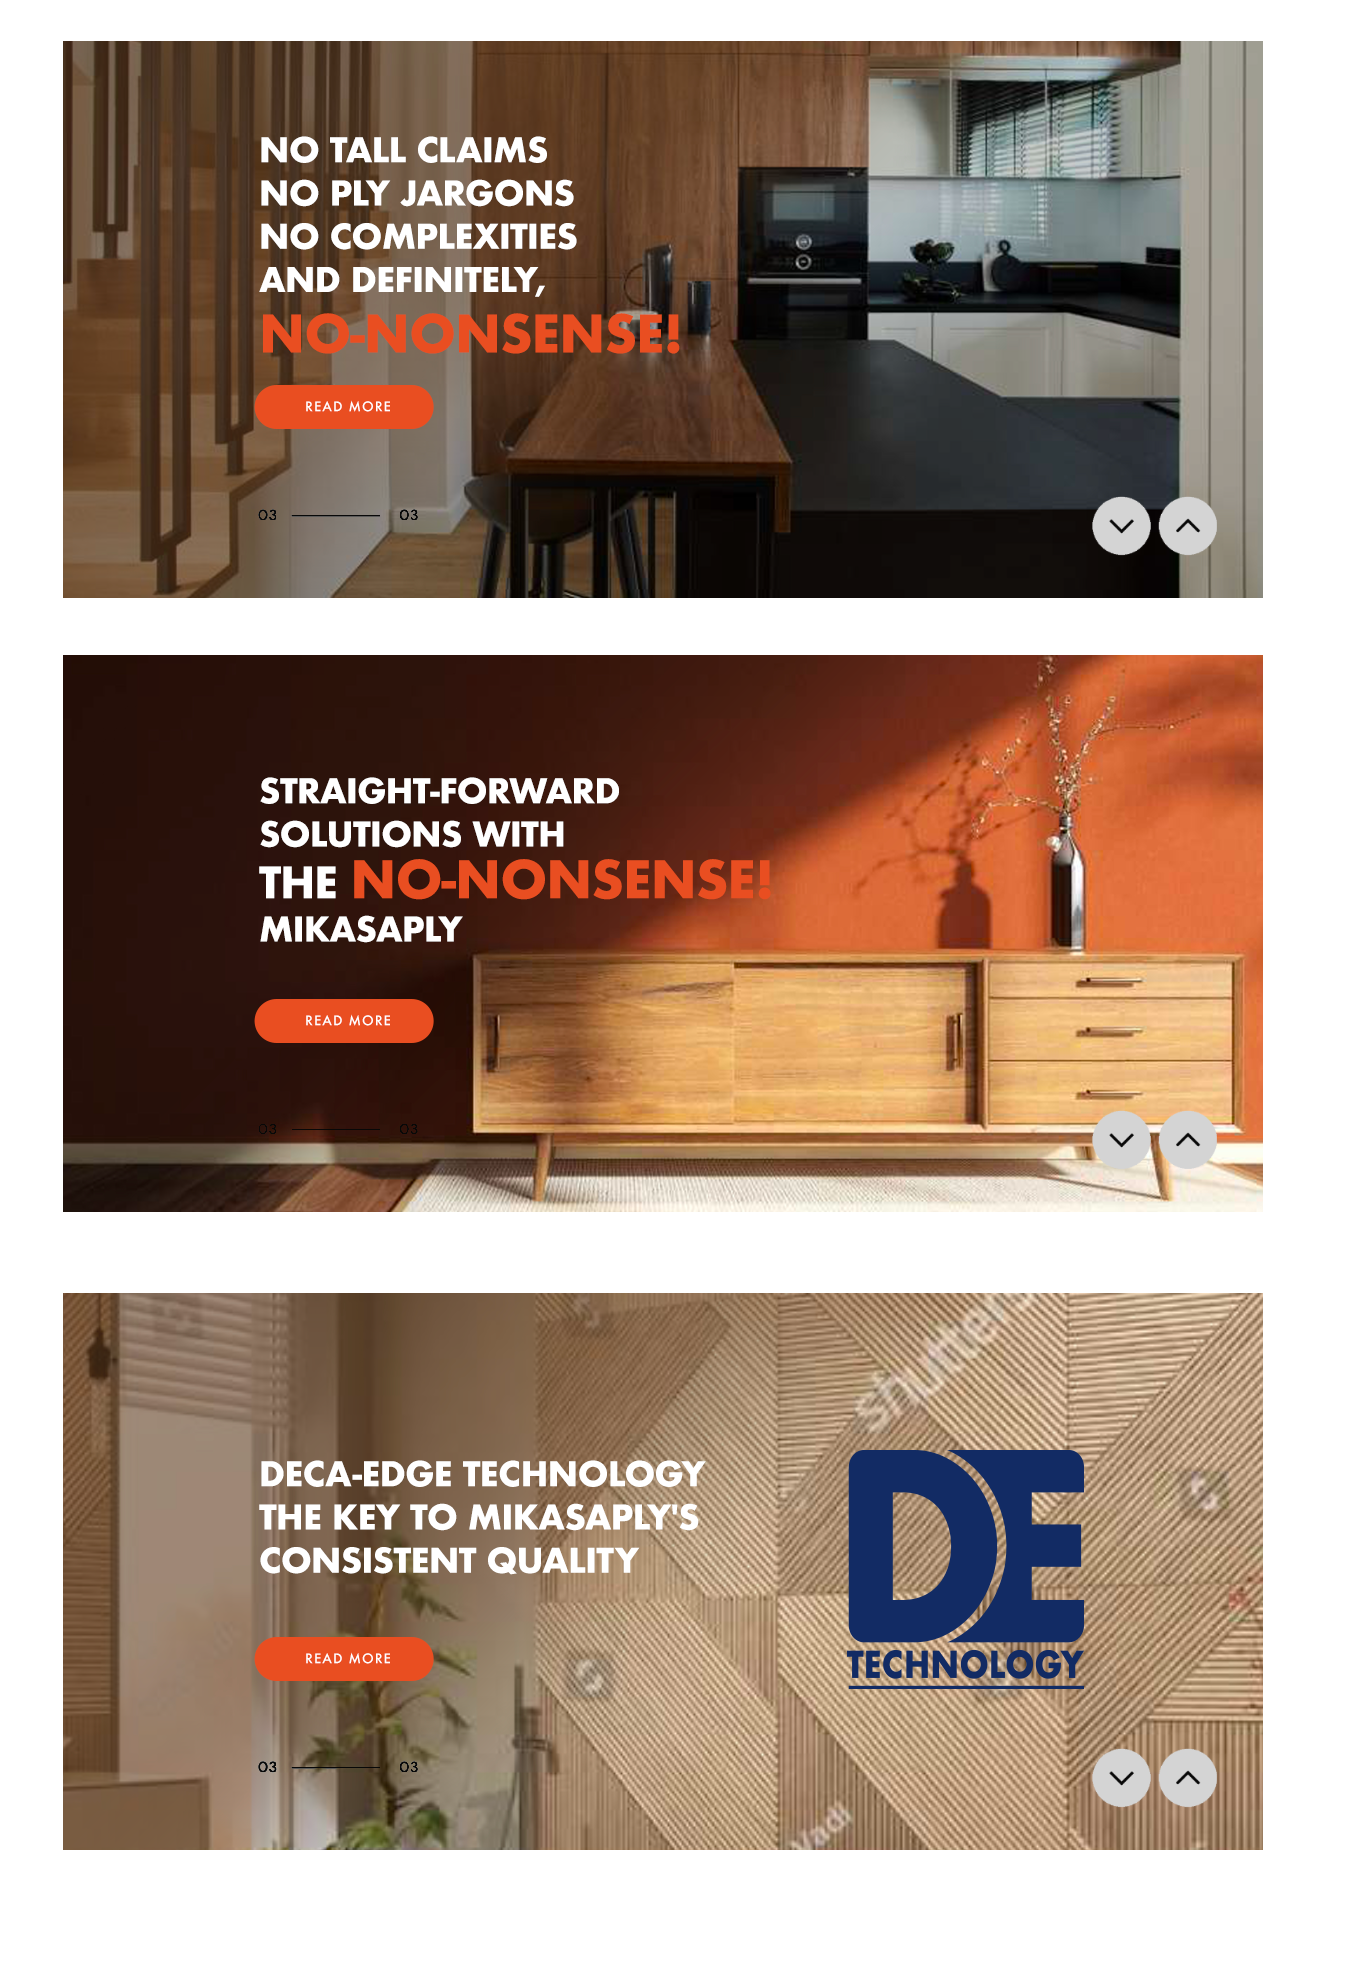 NO TALL CLAIMS
NO PLY JARGONS
NO COMPLEXITIES
AND DEFINITELY,
NO-NONSENSE!
READ MORE
03 03
STRAIGHT-FORWARD
SOLUTIONS WITH
THE NO-NONSENSE!
MIKASAPLY
READ MORE
03 03
shutters
DECA-EDGE TECHNOLOGY
THE KEY TO MIKASAPLY'S
CONSISTENT QUALITY
DE
TECHNOLOGY
READ MORE
03 03
Vadi